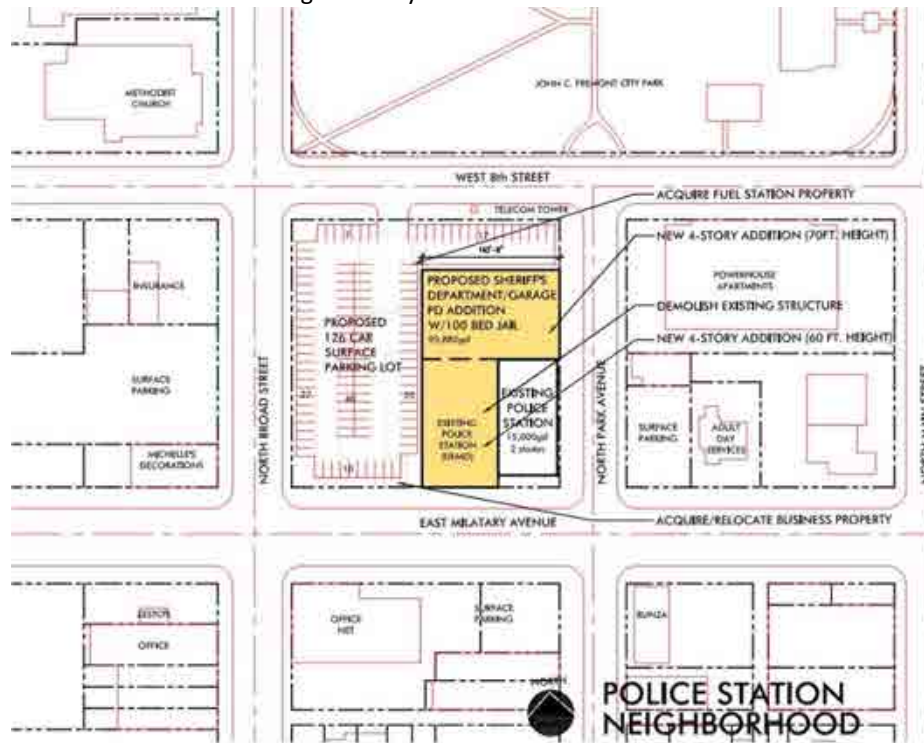 METHODIST
CHURCH
JOHN C. FREMONT CITY PARK
WEST 8th STREET
TELECOM TOWER
ACQUIRE FUEL STATION PROPERTY
NEW 4-STORY ADDITION (70FT. HEIGHT)
INSURANCE
PROPOSED SHERIFF'S
DEPARTMENT/GARAGE
PD ADDITION
W/100 BED JAIL
POWERHOUSE
APARTMENTS
DEMOLISH EXISTING STRUCTURE
PROPOSED
126 CAR
SURFACE
PARKING LOT
NEW 4-STORY ADDITION (60 FT. HEIGHT)
SURFACE
PARKING
NORTH BROAD STREET
EXISTING
POLICE
STATION
15,000gsf
2 stories
EXISTING
POLICE
STATION
NORTH PARK AVENUE
SURFACE
PARKING
ADULT
DAY
SERVICES
MICHELLE'S
DECORATIONS
EAST MILATARY AVENUE
ACQUIRE/RELOCATE BUSINESS PROPERTY
OFFICE
OFFICE
NET
SURFACE
PARKING
RUNZA
NORTH
POLICE STATION
NEIGHBORHOOD